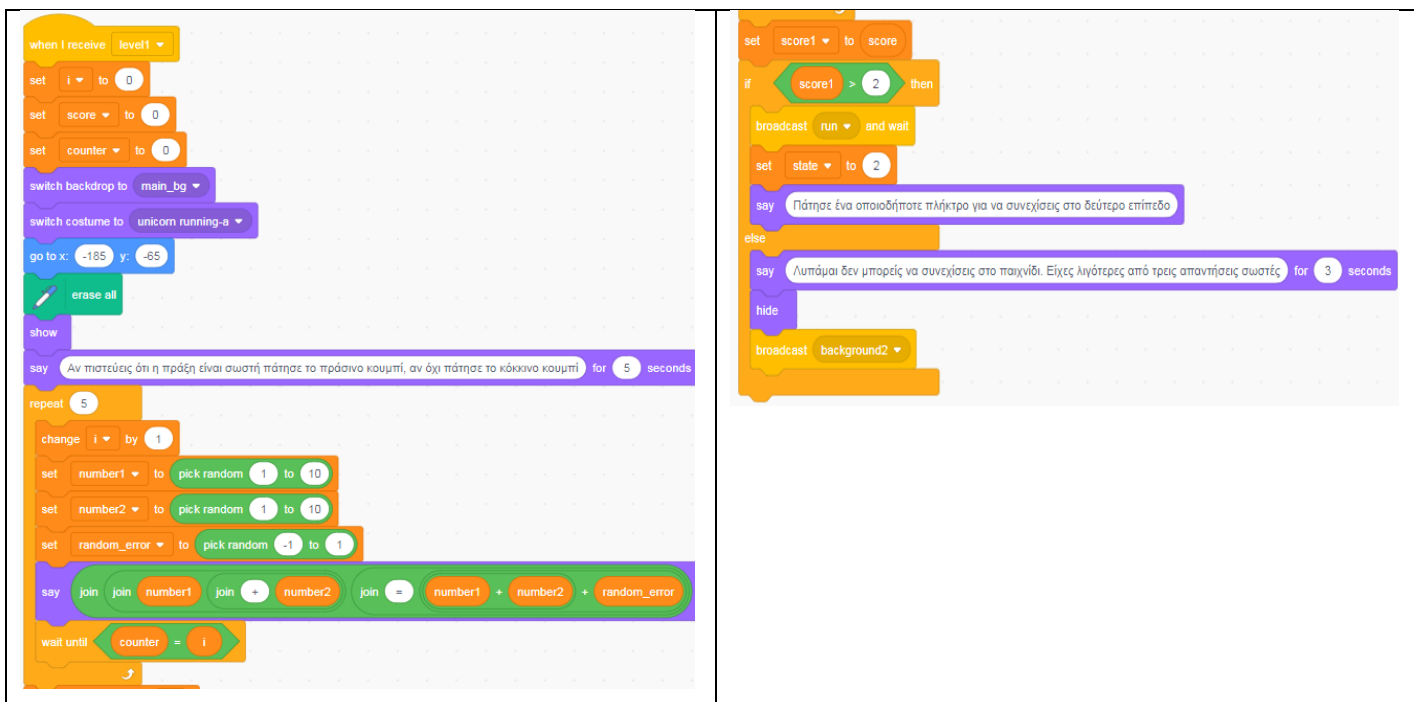 when I receive level1
set i to 0
set score to 0
set counter to 0
switch backdrop to main_bg
switch costume to unicorn running-a
go to x: -185 y: -65
erase all
show
say Αν πιστεύεις ότι η πράξη είναι σωστή πάτησε το πράσινο κουμπί, αν όχι πάτησε το κόκκινο κουμπί for 5 seconds
repeat 5
change i by 1
set number1 to pick random 1 to 10
set number2 to pick random 1 to 10
set random_error to pick random -1 to 1
say join join number1 join + number2 join = number1 + number2 + random_error
wait until counter = i
set score1 to score
if score1 > 2 then
broadcast run and wait
set state to 2
say Πάτησε ένα οποιοδήποτε πλήκτρο για να συνεχίσεις στο δεύτερο επίπεδο
else
say Λυπάμαι δεν μπορείς να συνεχίσεις στο παιχνίδι. Είχες λιγότερες από τρεις απαντήσεις σωστές for 3 seconds
hide
broadcast background2